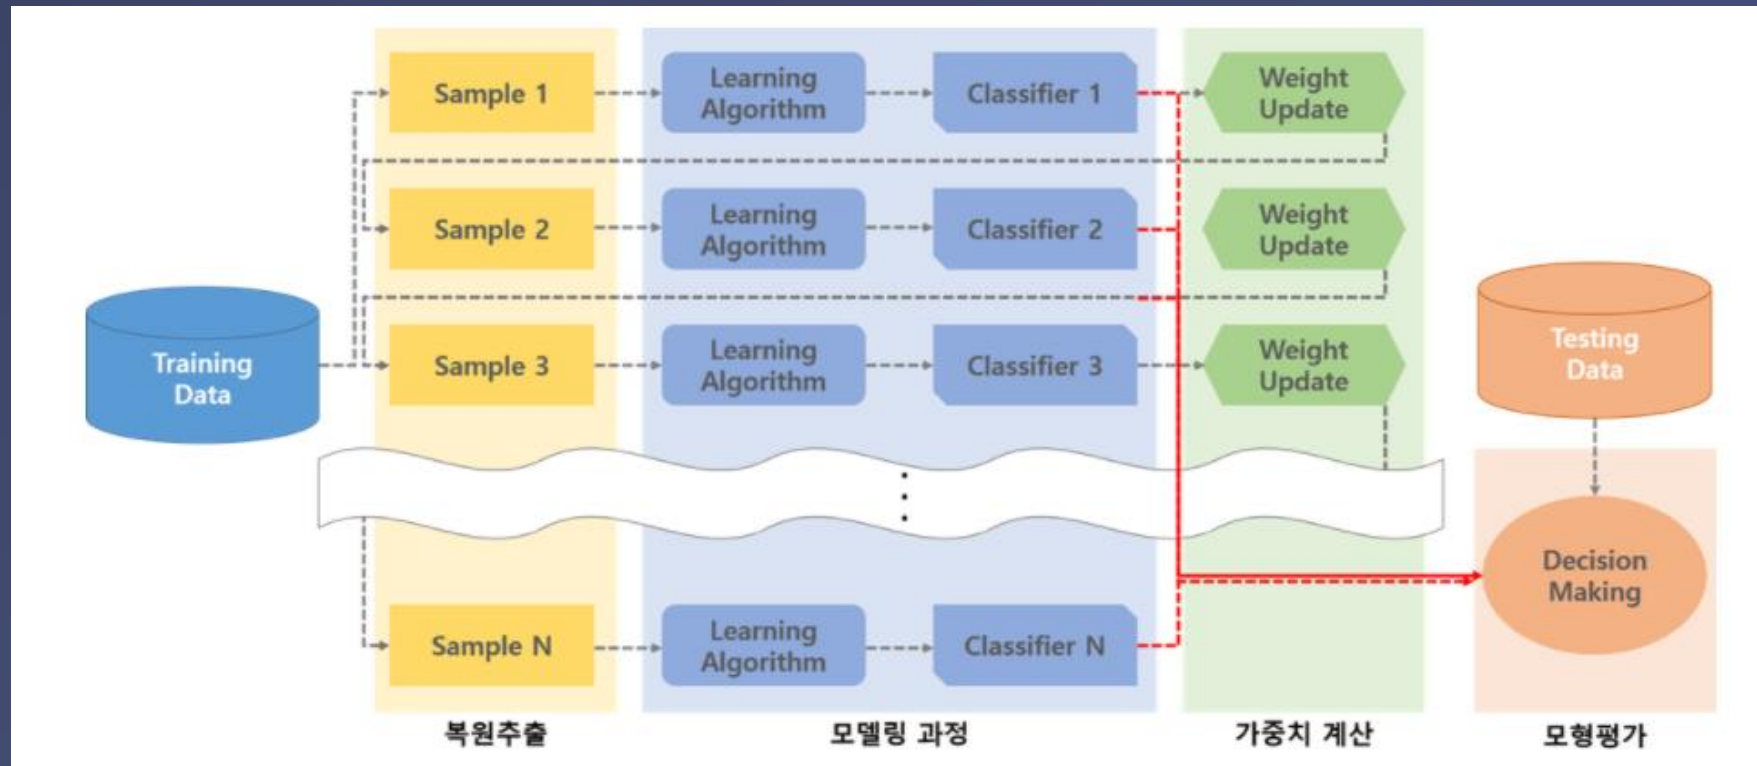 Sample 1
Learning
Algorithm
Classifier 1
Weight
Update
Sample 2
Learning
Algorithm
Classifier 2
Weight
Update
Training
Data
Sample 3
Learning
Algorithm
Classifier 3
Weight
Update
Testing
Data
Sample N
Learning
Algorithm
Classifier N
Decision
Making
복원추출
모델링 과정
가중치 계산
모형평가